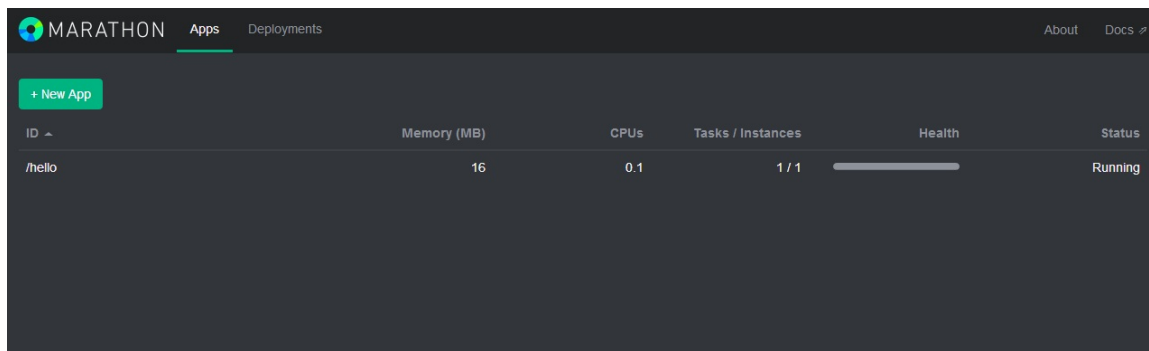 MARATHON Apps Deployments About Docs
+ New App
ID Memory (MB) CPUs Tasks / Instances Health Status
/hello 16 0.1 1 / 1 Running